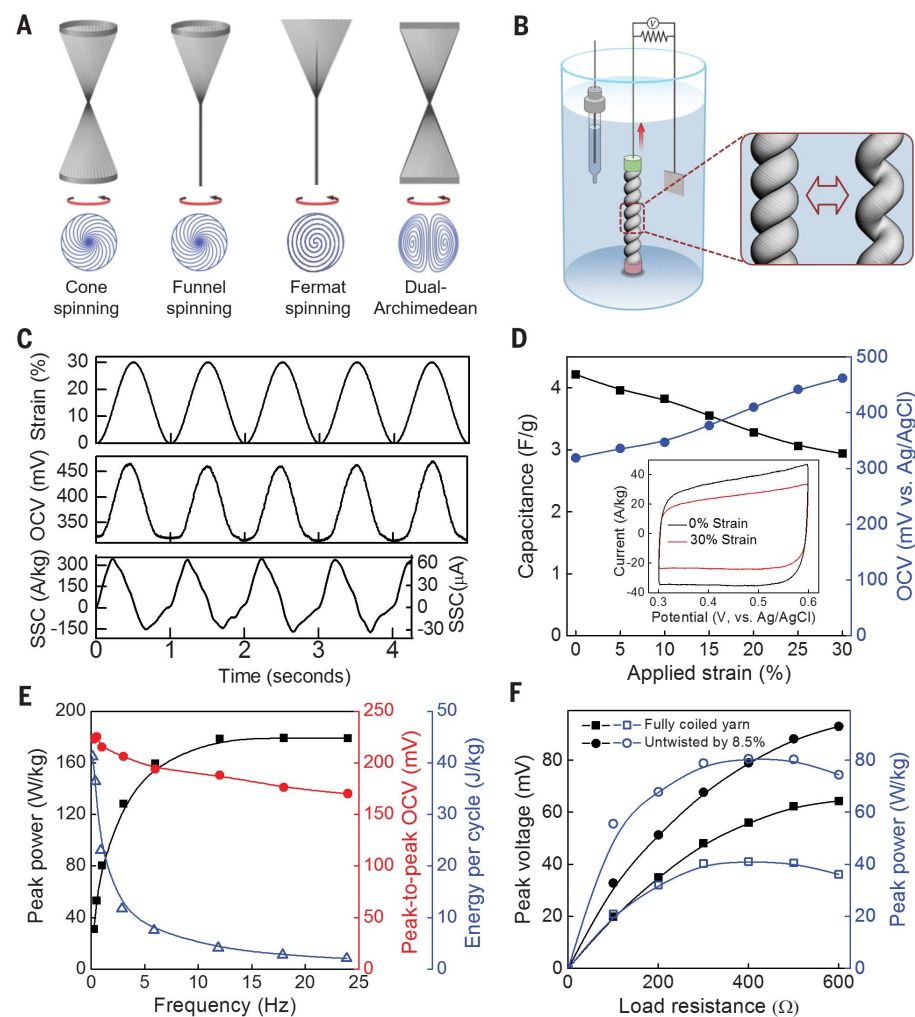 A
Cone
spinning
Funnel
spinning
Fermat
spinning
Dual-
Archimedean
B
V
C
Strain (%)
30
20
10
0
OCV (mV)
450
350
SSC (A/kg)
300
150
0
-150
60
30
0
-30
SSC(μA)
0 1 2 3 4
Time (seconds)
D
Capacitance (F/g)
4
3
2
1
0
OCV (mV vs. Ag/AgCl)
500
400
300
200
100
0
0 5 10 15 20 25 30
Applied strain (%)
Current (A/kg)
40
20
0
-20
-40
0% Strain
30% Strain
0.3 0.4 0.5 0.6
Potential (V, vs. Ag/AgCl)
E
Peak power (W/kg)
200
160
120
80
40
0
Peak-to-peak OCV (mV)
250
200
150
100
50
0
Energy per cycle (J/kg)
50
40
30
20
10
0
0 5 10 15 20 25
Frequency (Hz)
F
Fully coiled yarn
Untwisted by 8.5%
Peak voltage (mV)
80
60
40
20
0
Peak power (W/kg)
80
60
40
20
0
0 200 400 600
Load resistance (Ω)